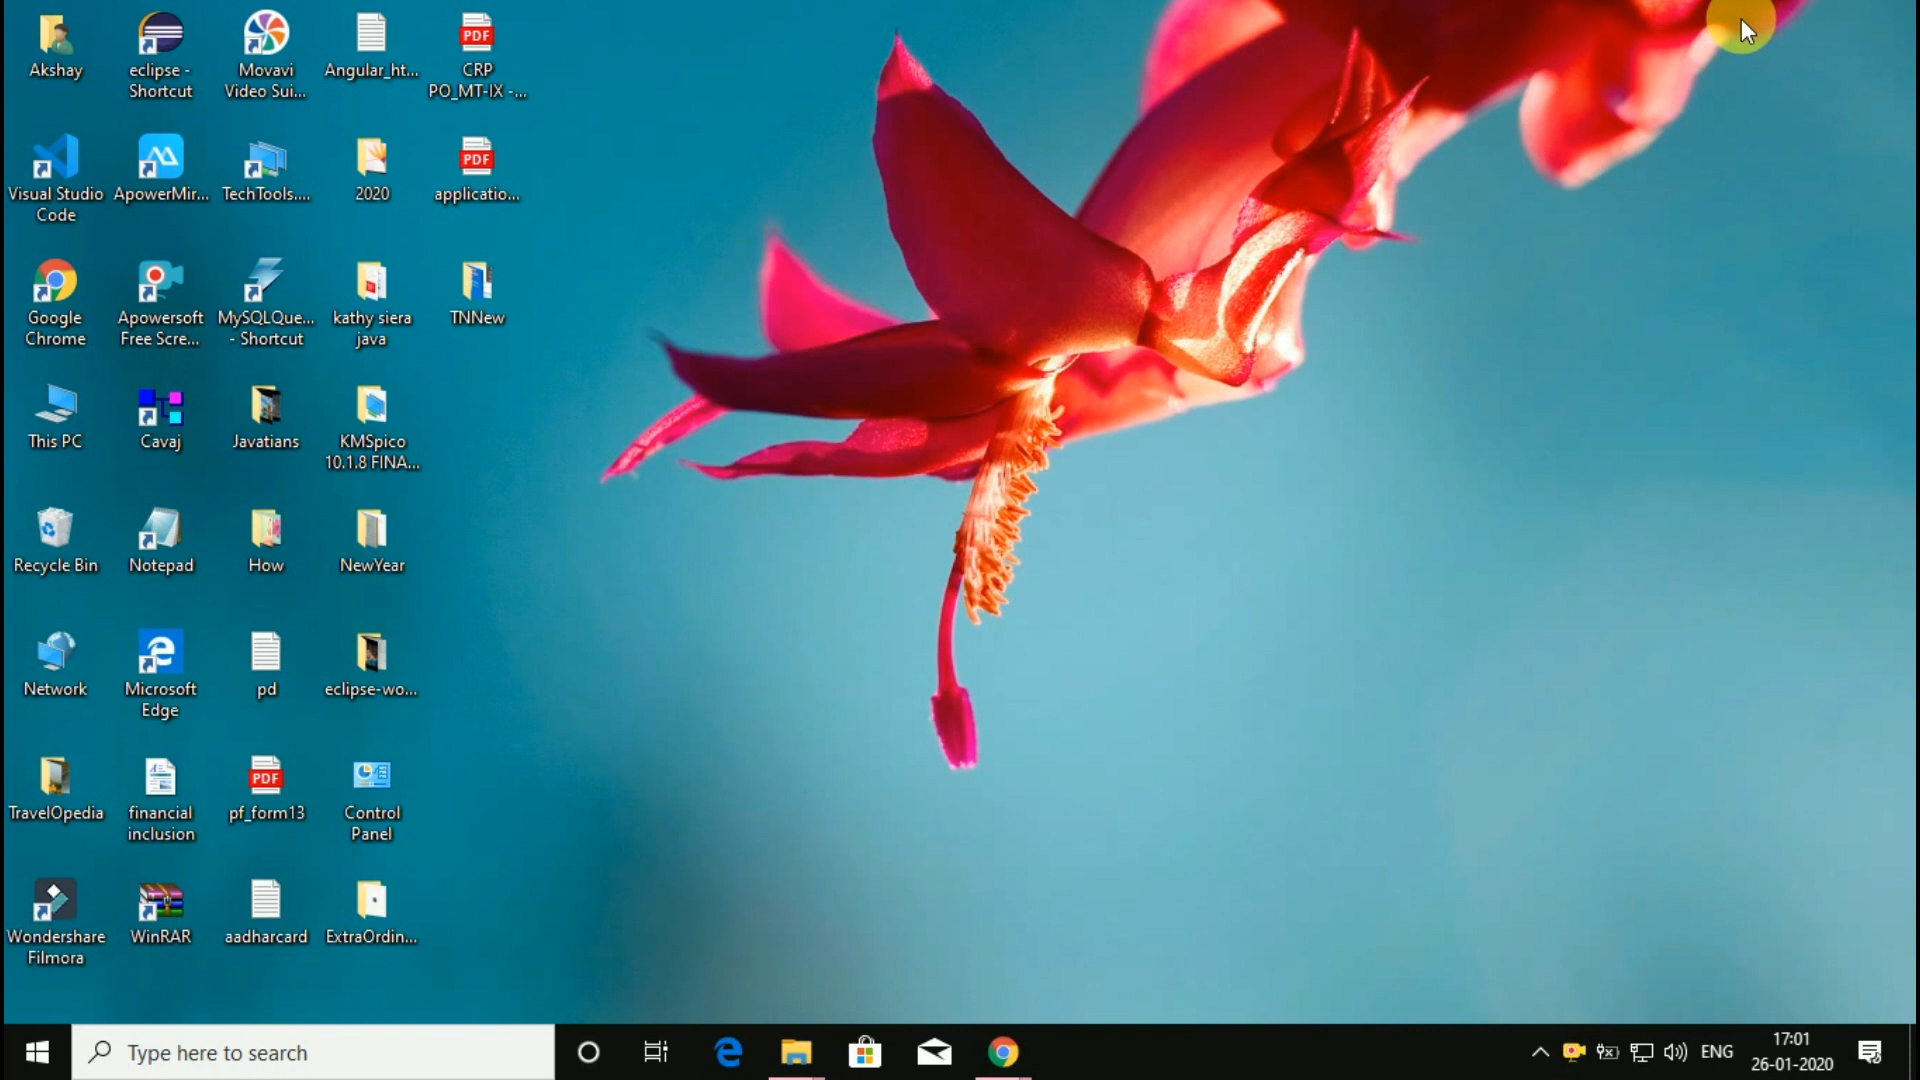 Akshay
eclipse -
Shortcut
Movavi
Video Sui...
Angular_ht...
CRP
PO_MT-IX -...
Visual Studio
Code
ApowerMir...
TechTools....
2020
applicatio...
Google
Chrome
Apowersoft
Free Scre...
MySQLQue...
- Shortcut
kathy siera
java
TNNew
This PC
Cavaj
Javatians
KMSpico
10.1.8 FINA...
Recycle Bin
Notepad
How
NewYear
Network
Microsoft
Edge
pd
eclipse-wo...
TravelOpedia
financial
inclusion
pf_form13
Control
Panel
Wondershare
Filmora
WinRAR
aadharcard
ExtraOrdin...
PDF
PDF
PDF
Type here to search
ENG
17:01
26-01-2020